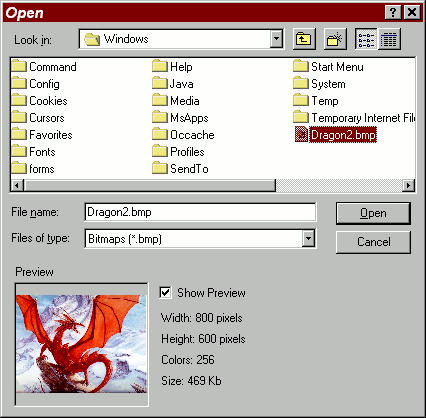 Open
Look in: Windows
Command Help Start Menu
Config Java System
Cookies Media Temp
Cursors MsApps Temporary Internet File
Favorites Occache Dragon2.bmp
Fonts Profiles
forms SendTo
File name: Dragon2.bmp Open
Files of type: Bitmaps (*.bmp) Cancel
Preview
Show Preview
Width: 800 pixels
Height: 600 pixels
Colors: 256
Size: 469 Kb